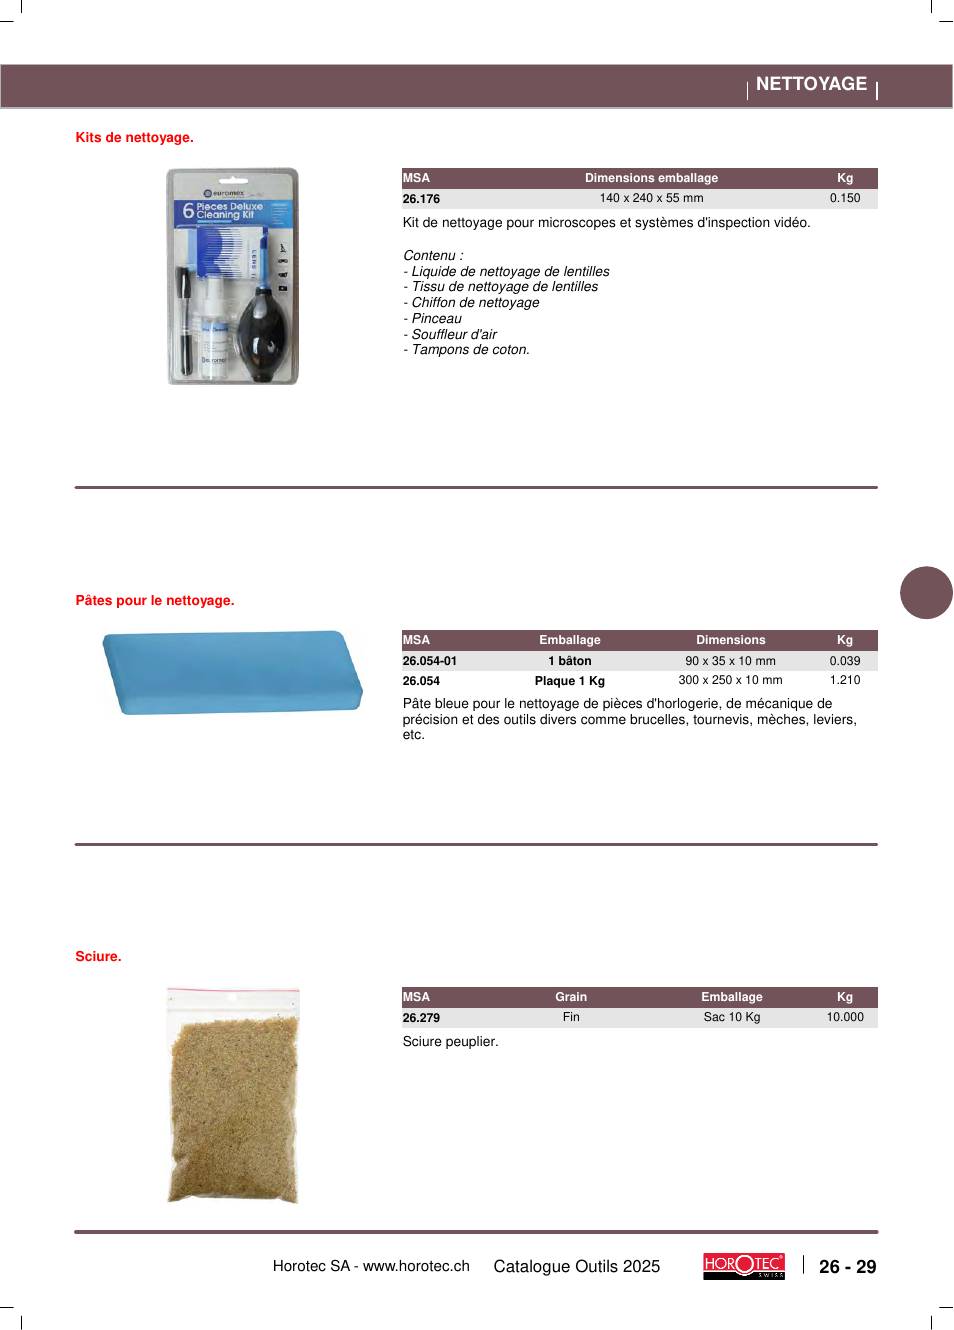 NETTOYAGE
Kits de nettoyage.
euromex
6 Pieces Deluxe
Cleaning Kit
MSA Dimensions emballage Kg
26.176 140 x 240 x 55 mm 0.150
Kit de nettoyage pour microscopes et systèmes d'inspection vidéo.
Contenu :
- Liquide de nettoyage de lentilles
- Tissu de nettoyage de lentilles
- Chiffon de nettoyage
- Pinceau
- Souffleur d'air
- Tampons de coton.
Pâtes pour le nettoyage.
MSA Emballage Dimensions Kg
26.054-01 1 bâton 90 x 35 x 10 mm 0.039
26.054 Plaque 1 Kg 300 x 250 x 10 mm 1.210
Pâte bleue pour le nettoyage de pièces d'horlogerie, de mécanique de
précision et des outils divers comme brucelles, tournevis, mèches, leviers,
etc.
Sciure.
MSA Grain Emballage Kg
26.279 Fin Sac 10 Kg 10.000
Sciure peuplier.
Horotec SA - www.horotec.ch Catalogue Outils 2025
HOROTEC
SWISS
26 - 29